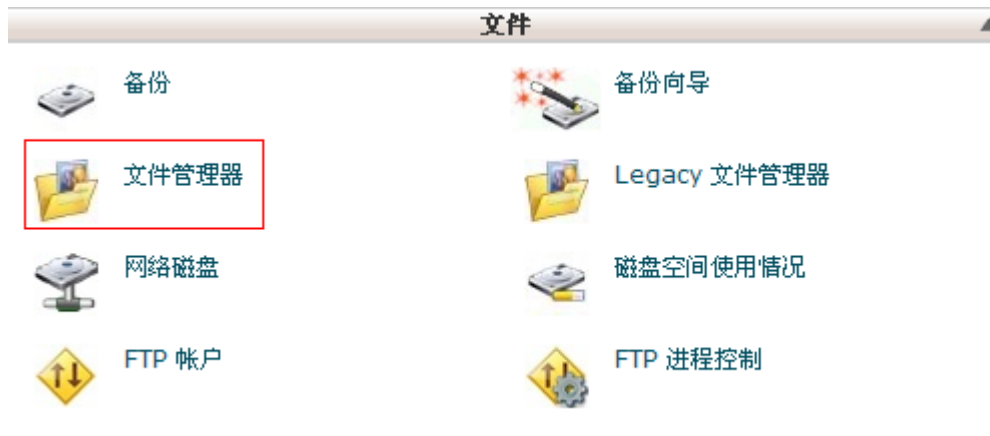 文件
备份
备份向导
文件管理器
Legacy 文件管理器
网络磁盘
磁盘空间使用情况
FTP 帐户
FTP 进程控制